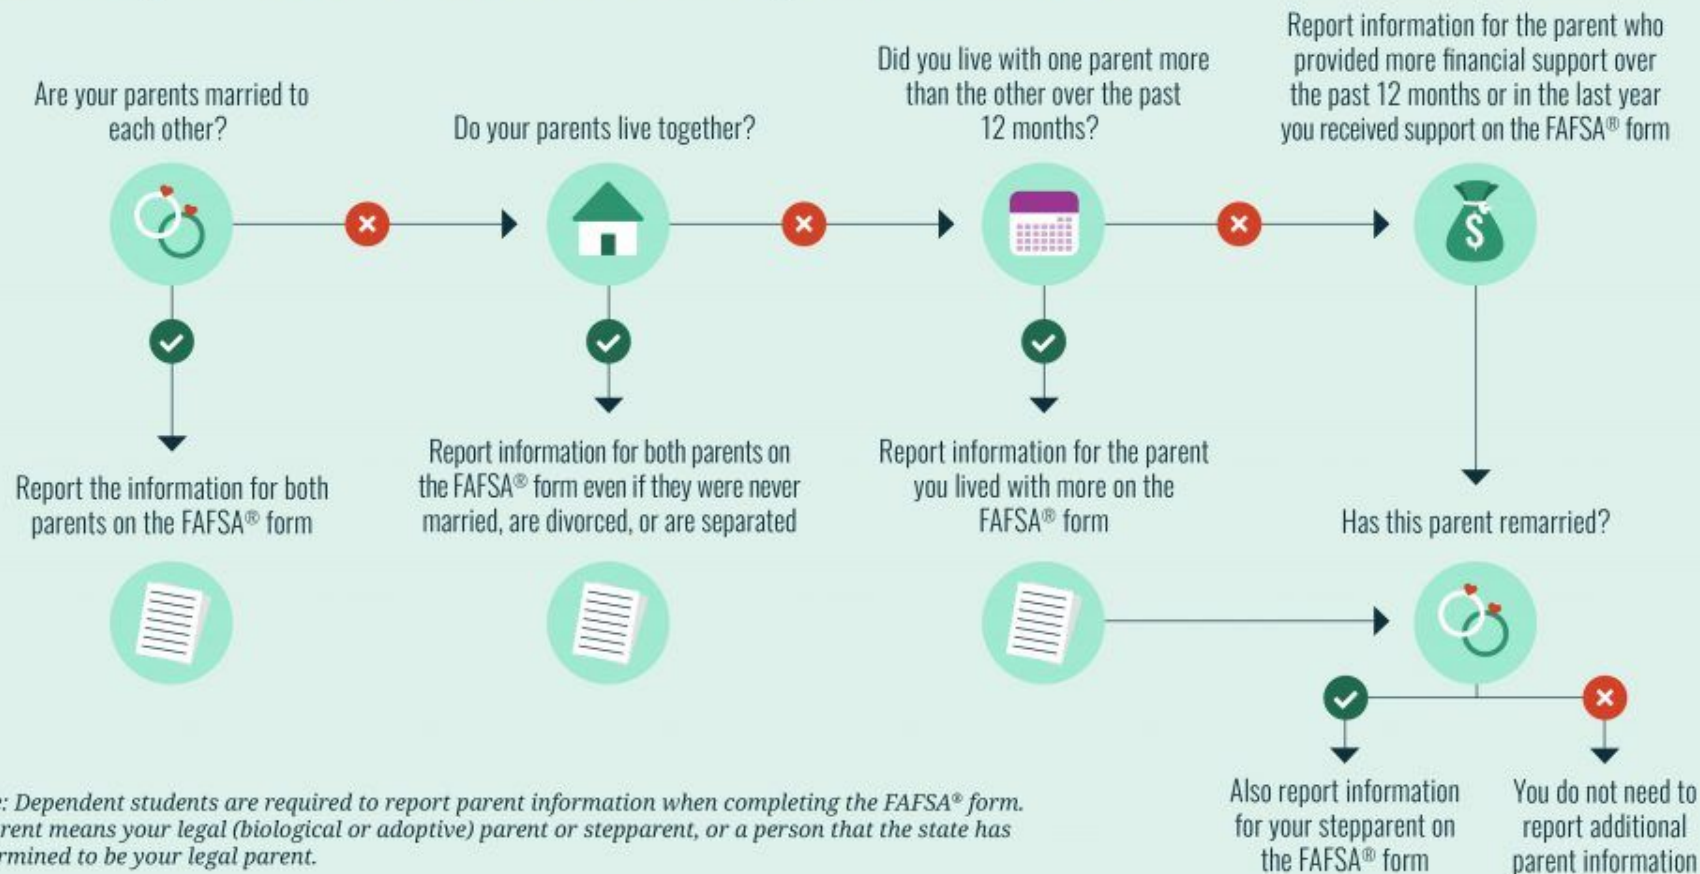 Are your parents married to
each other?
Do your parents live together?
Did you live with one parent more
than the other over the past
12 months?
Report information for the parent who
provided more financial support over
the past 12 months or in the last year
you received support on the FAFSA® form
$
Report the information for both
parents on the FAFSA® form
Report information for both parents on
the FAFSA® form even if they were never
married, are divorced, or are separated
Report information for the parent
you lived with more on the
FAFSA® form
Has this parent remarried?
Also report information
for your stepparent on
the FAFSA® form
You do not need to
report additional
parent information
Dependent students are required to report parent information when completing the FAFSA® form.
means your legal (biological or adoptive) parent or stepparent, or a person that the state has
to be your legal parent.